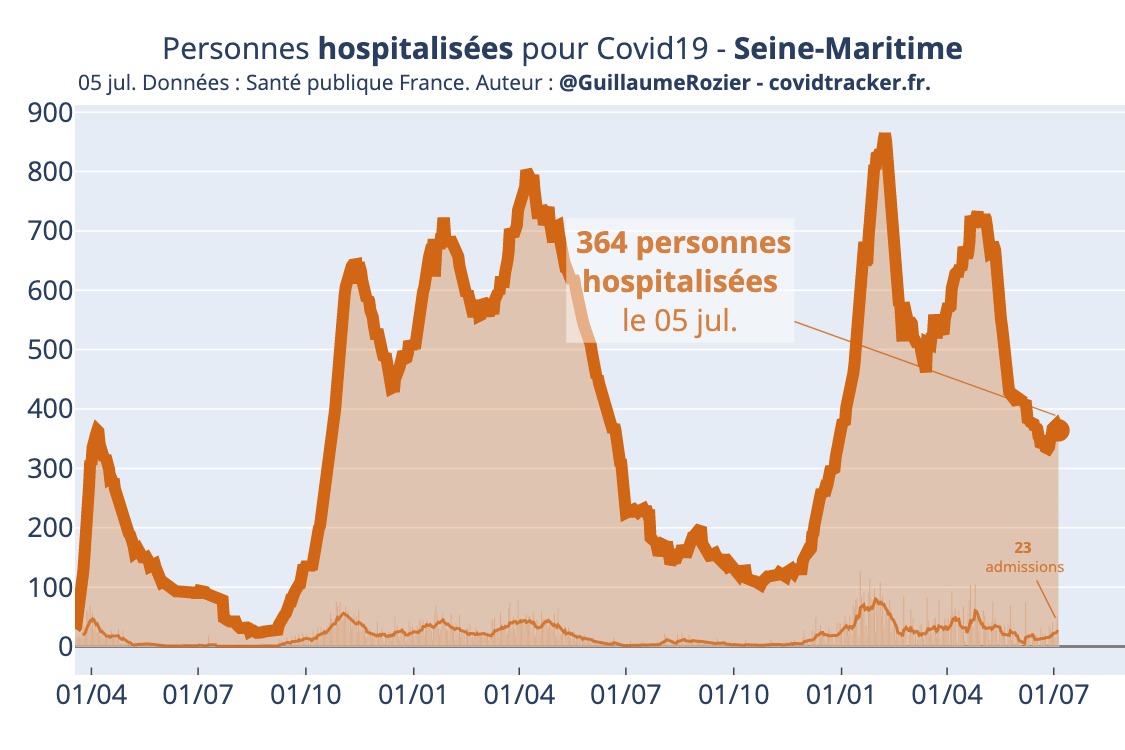 Personnes hospitalisées pour Covid19 - Seine-Maritime
05 jul. Données : Santé publique France. Auteur : @GuillaumeRozier - covidtracker.fr.
900
800
700
600
500
400
300
200
100
0
364 personnes
hospitalisées
le 05 jul.
23
admissions
01/04 01/07 01/10 01/01 01/04 01/07 01/10 01/01 01/04 01/07